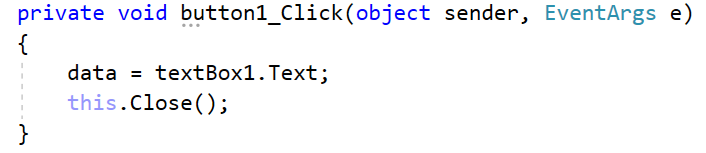 private void button1_Click(object sender, EventArgs e)
{
    data = textBox1.Text;
    this.Close();
}